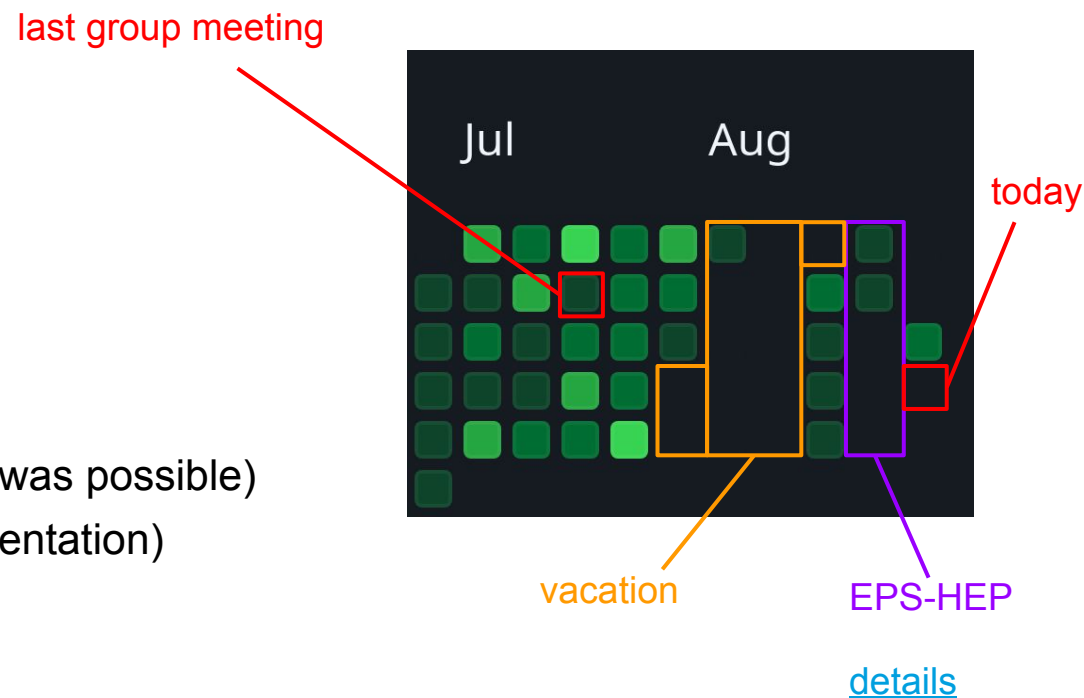 last group meeting
Jul Aug
today
was possible)
entation)
vacation
EPS-HEP
details